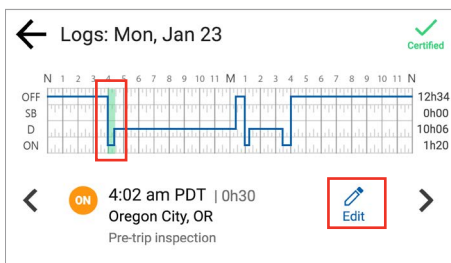 Logs: Mon, Jan 23
Certified
N 1 2 3 4 5 6 7 8 9 10 11 M 1 2 3 4 5 6 7 8 9 10 11 N
OFF 12h34
SB 0h00
D 10h06
ON 1h20
ON
4:02 am PDT | 0h30
Oregon City, OR
Pre-trip inspection
Edit